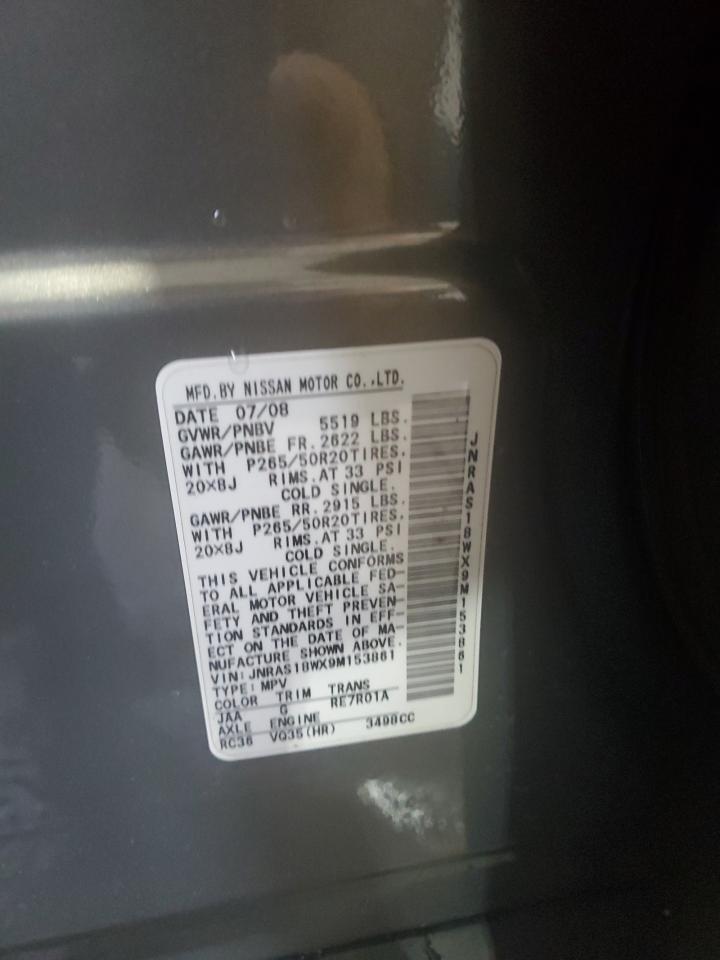 MFD.BY NISSAN MOTOR CO.,LTD.
DATE 07/08
GVWR/PNBV 5519 LBS.
GAWR/PNBE FR.2622 LBS.
WITH P265/50R20TIRES.
20X8J RIMS.AT 33 PSI
COLD SINGLE.
GAWR/PNBE RR.2915 LBS.
WITH P265/50R20TIRES.
20X8J RIMS.AT 33 PSI
COLD SINGLE.
THIS VEHICLE CONFORMS
TO ALL APPLICABLE FED-
ERAL MOTOR VEHICLE SA-
FETY AND THEFT PREVEN-
TION STANDARDS IN EFF-
ECT ON THE DATE OF MA-
NUFACTURE SHOWN ABOVE.
VIN:JNRAS18WX9M153861
TYPE:MPV
COLOR TRIM TRANS
JAA G RE7R01A
AXLE ENGINE
RC36 VQ35(HR) 3498CC
JNRAS18WX9M153861